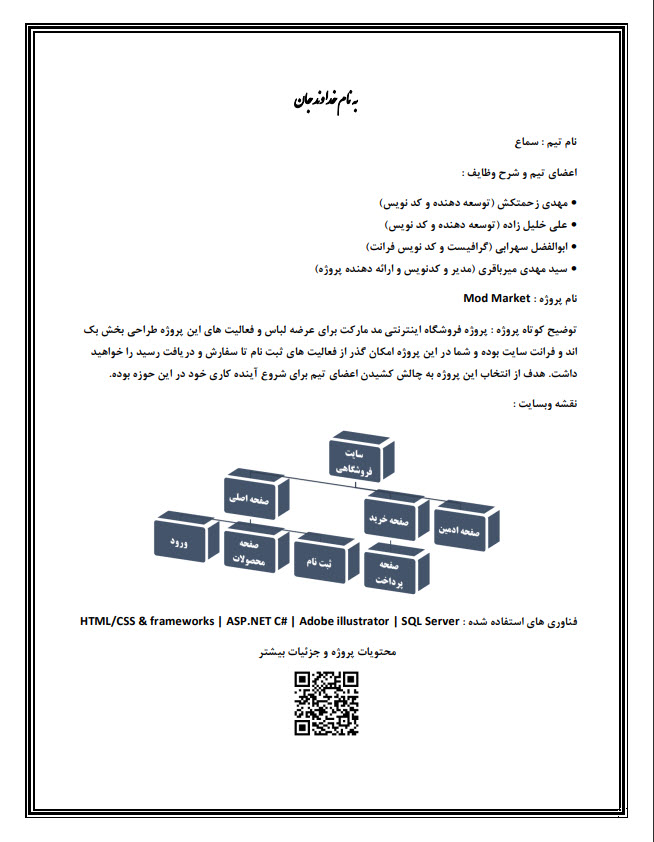 به نام خداوند جان
نام تیم : سماع
اعضای تیم و شرح وظایف :
● مهدی زحمتکش (توسعه دهنده و کد نویس)
● علی خلیل زاده (توسعه دهنده و کد نویس)
● ابوالفضل سهرابی (گرافیست و کد نویس فرانت)
● سید مهدی میرباقری (مدیر و کدنویس و ارائه دهنده پروژه)
نام پروژه : Mod Market
توضیح کوتاه پروژه : پروژه فروشگاه اینترنتی مد مارکت برای عرضه لباس و فعالیت های این پروژه طراحی بخش بک
اند و فرانت سایت بوده و شما در این پروژه امکان گذر از فعالیت های ثبت نام تا سفارش و دریافت رسید را خواهید
داشت. هدف از انتخاب این پروژه به چالش کشیدن اعضای تیم برای شروع آینده کاری خود در این حوزه بوده.
نقشه وبسایت :
سایت
فروشگاهی
صفحه ادمین
صفحه خرید
صفحه اصلی
صفحه
پرداخت
ثبت نام
صفحه
محصولات
ورود
فناوری های استفاده شده : HTML/CSS & frameworks | ASP.NET C# | Adobe illustrator | SQL Server
محتویات پروژه و جزئیات بیشتر